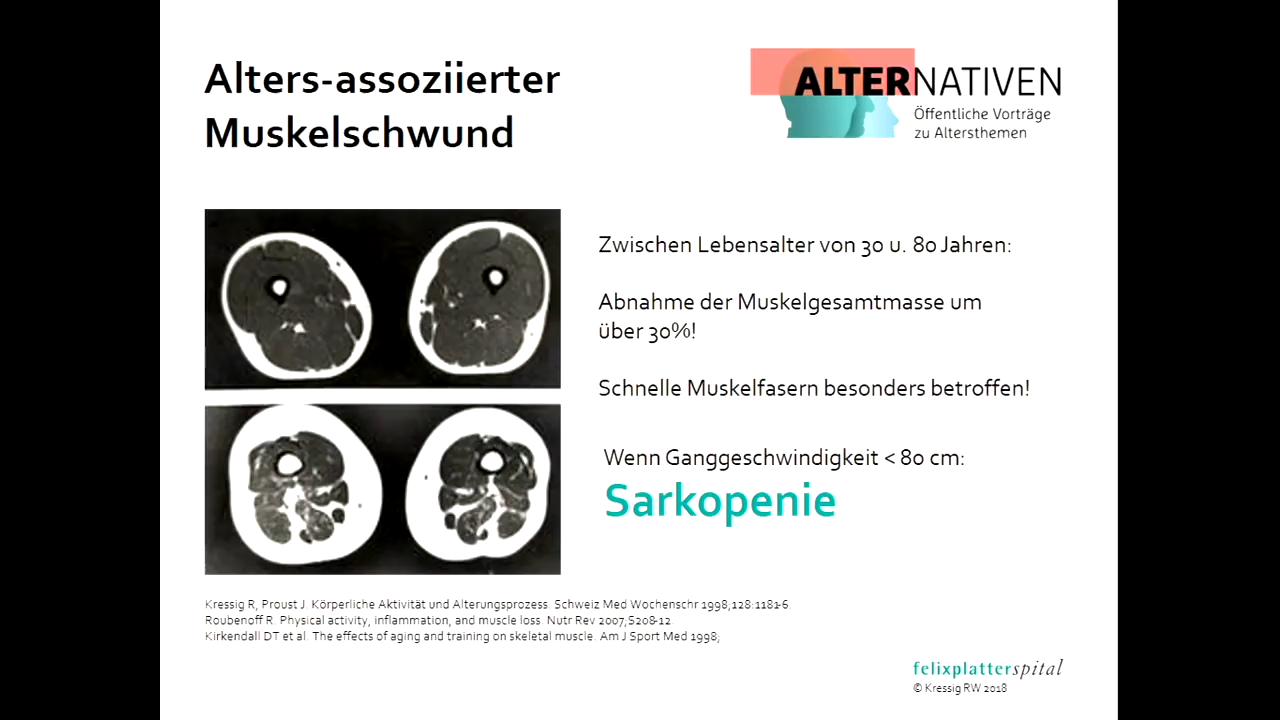 Alters-assoziierter
Muskelschwund
ALTERNATIVEN
Öffentliche Vorträge
zu Altersthemen
Zwischen Lebensalter von 30 u. 80 Jahren:
Abnahme der Muskelgesamtmasse um
über 30%!
Schnelle Muskelfasern besonders betroffen!
Wenn Ganggeschwindigkeit < 80 cm:
Sarkopenie
Kressig R, Proust J. Körperliche Aktivität und Alterungsprozess. Schweiz Med Wochenschr 1998;128:1181-6.
Roubenoff R. Physical activity, inflammation, and muscle loss. Nutr Rev 2007;S208-12.
Kirkendall DT et al. The effects of aging and training on skeletal muscle. Am J Sport Med 1998;
felixplatterspital
© Kressig RW 2018